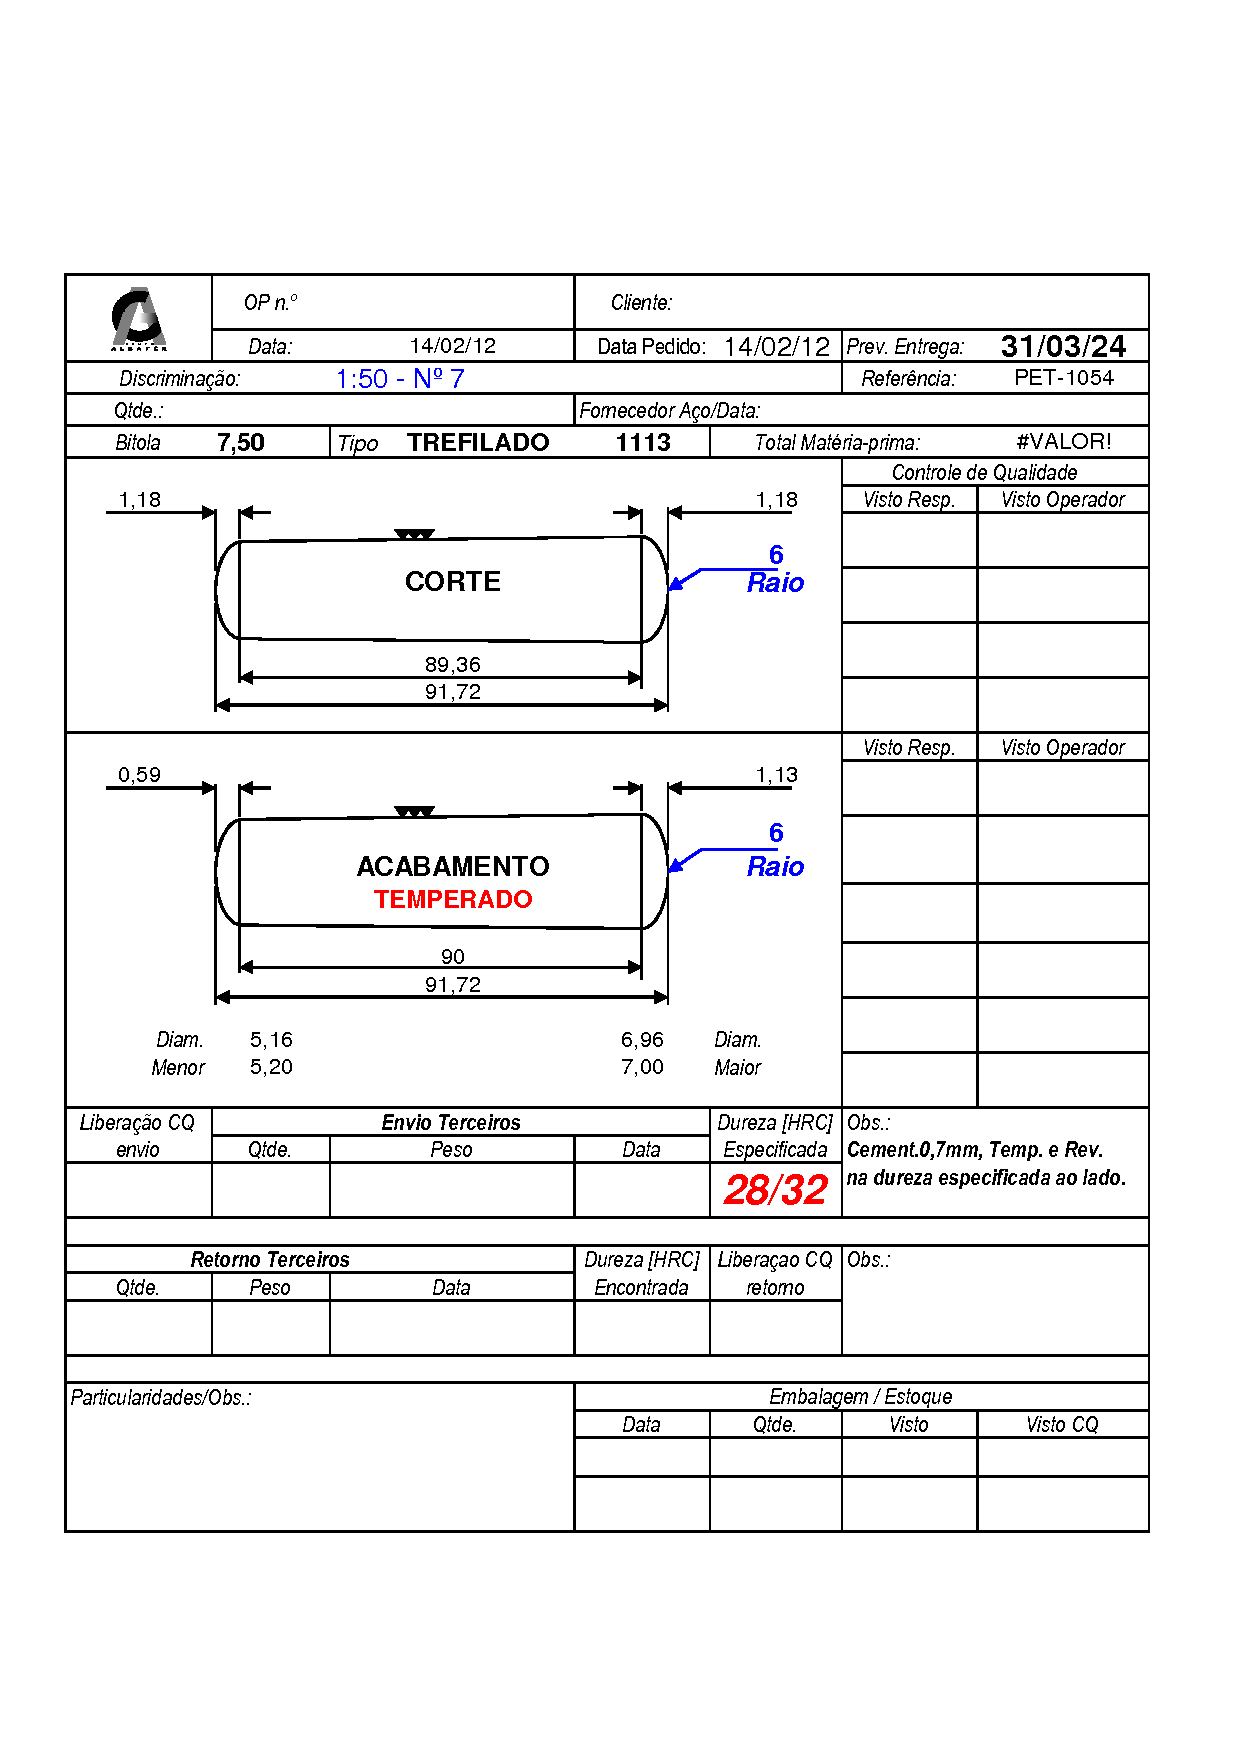 ALBAFER
OP n.º Cliente:
Data: 14/02/12 Data Pedido: 14/02/12 Prev. Entrega: 31/03/24
Discriminação: 1:50 - Nº 7 Referência: PET-1054
Qtde.: Fornecedor Aço/Data:
Bitola 7,50 Tipo TREFILADO 1113 Total Matéria-prima: #VALOR!
Controle de Qualidade
1,18 1,18 Visto Resp. Visto Operador
6
CORTE Raio
89,36
91,72
Visto Resp. Visto Operador
0,59 1,13
6
ACABAMENTO Raio
TEMPERADO
90
91,72
Diam. 5,16 6,96 Diam.
Menor 5,20 7,00 Maior
Liberação CQ Envio Terceiros Dureza [HRC] Obs.:
envio Qtde. Peso Data Especificada Cement.0,7mm, Temp. e Rev.
28/32 na dureza especificada ao lado.
Retorno Terceiros Dureza [HRC] Liberaçao CQ Obs.:
Qtde. Peso Data Encontrada retorno
Particularidades/Obs.: Embalagem / Estoque
Data Qtde. Visto Visto CQ